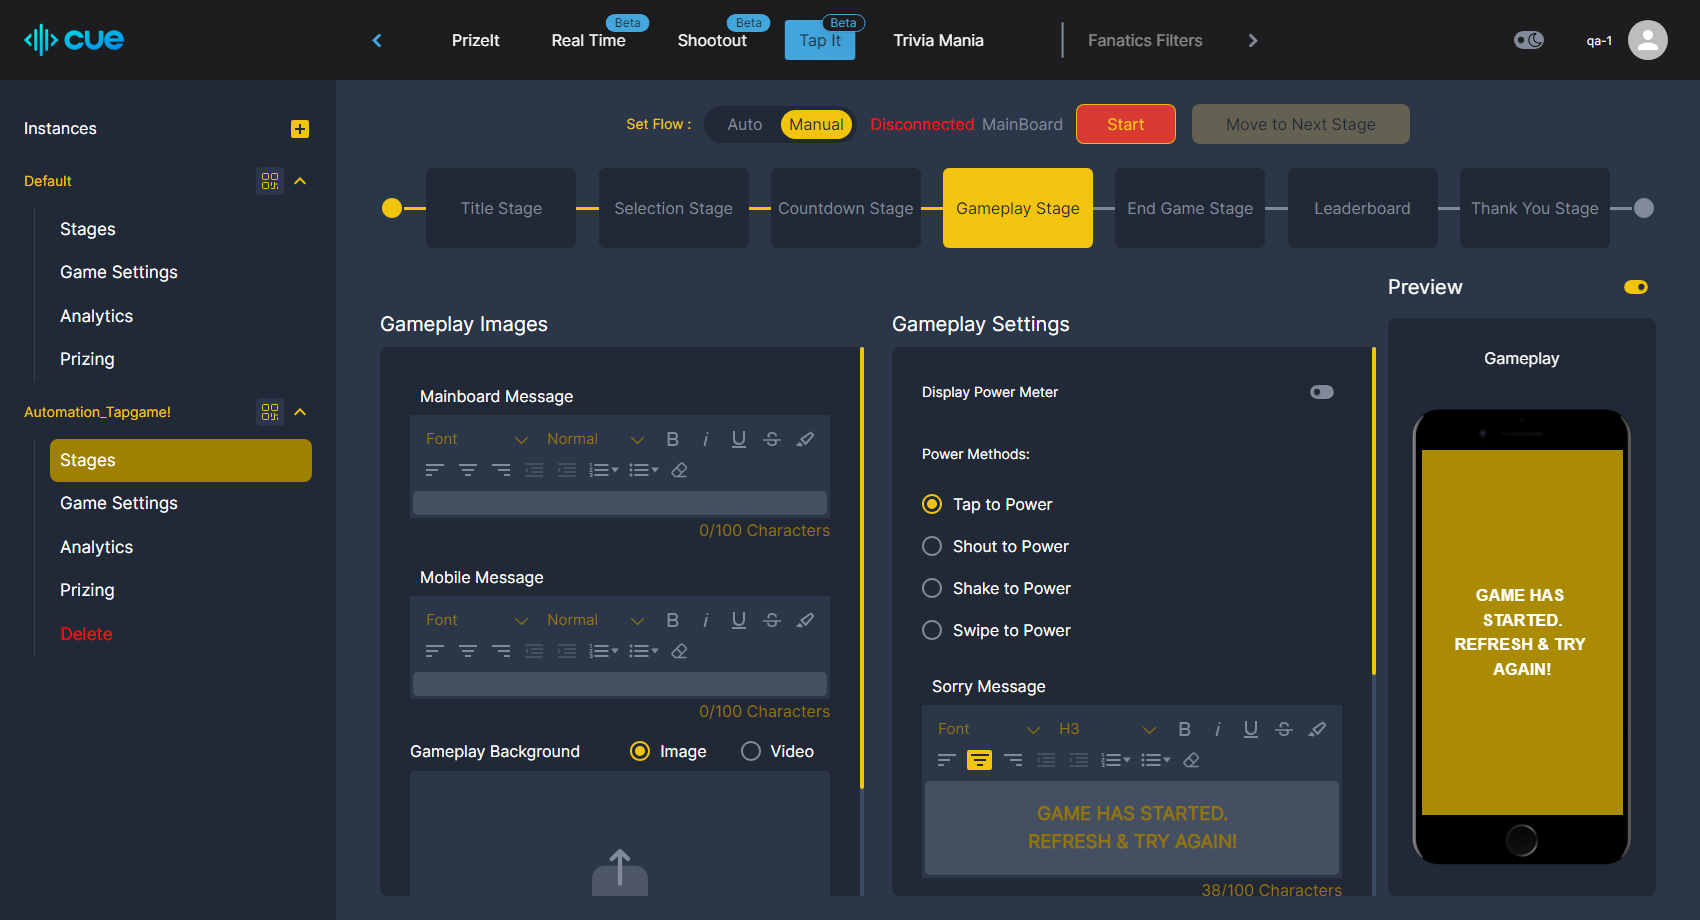 cue
PrizeIt
Real Time
Beta
Shootout
Beta
Tap It
Beta
Trivia Mania
Fanatics Filters
qa-1
Instances
Default
Stages
Game Settings
Analytics
Prizing
Automation_Tapgame!
Stages
Game Settings
Analytics
Prizing
Delete
Set Flow :
Auto
Manual
Disconnected MainBoard
Start
Move to Next Stage
Title Stage
Selection Stage
Countdown Stage
Gameplay Stage
End Game Stage
Leaderboard
Thank You Stage
Gameplay Images
Mainboard Message
Font
Normal
B i U S
0/100 Characters
Mobile Message
Font
Normal
B i U S
0/100 Characters
Gameplay Background
Image
Video
Gameplay Settings
Display Power Meter
Power Methods:
Tap to Power
Shout to Power
Shake to Power
Swipe to Power
Sorry Message
Font
H3
B i U S
GAME HAS STARTED.
REFRESH & TRY AGAIN!
38/100 Characters
Preview
Gameplay
GAME HAS
STARTED.
REFRESH & TRY
AGAIN!